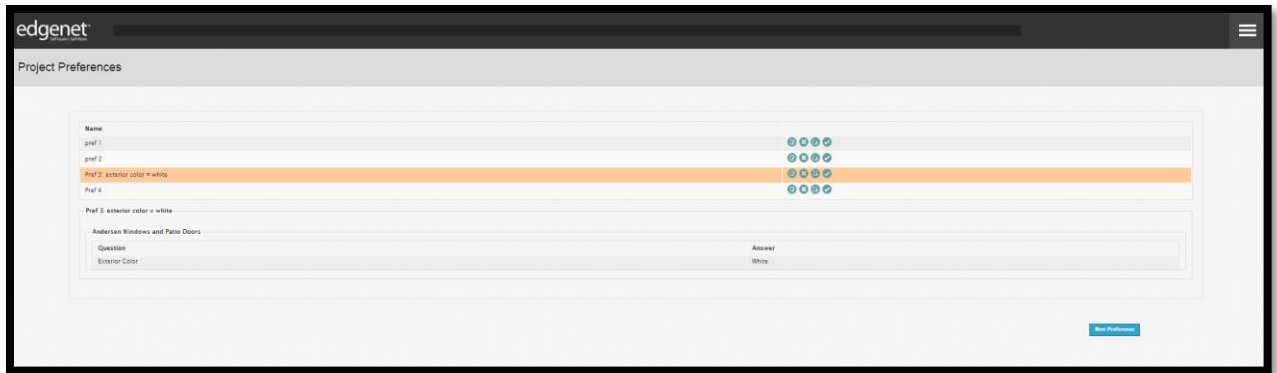 edgenet
Project Preferences
Name
pref 1
pref 2
Pref 3: exterior color = white
Pref 4
Pref 3: exterior color = white
Andersen Windows and Patio Doors
Question Answer
Exterior Color White
New Preference